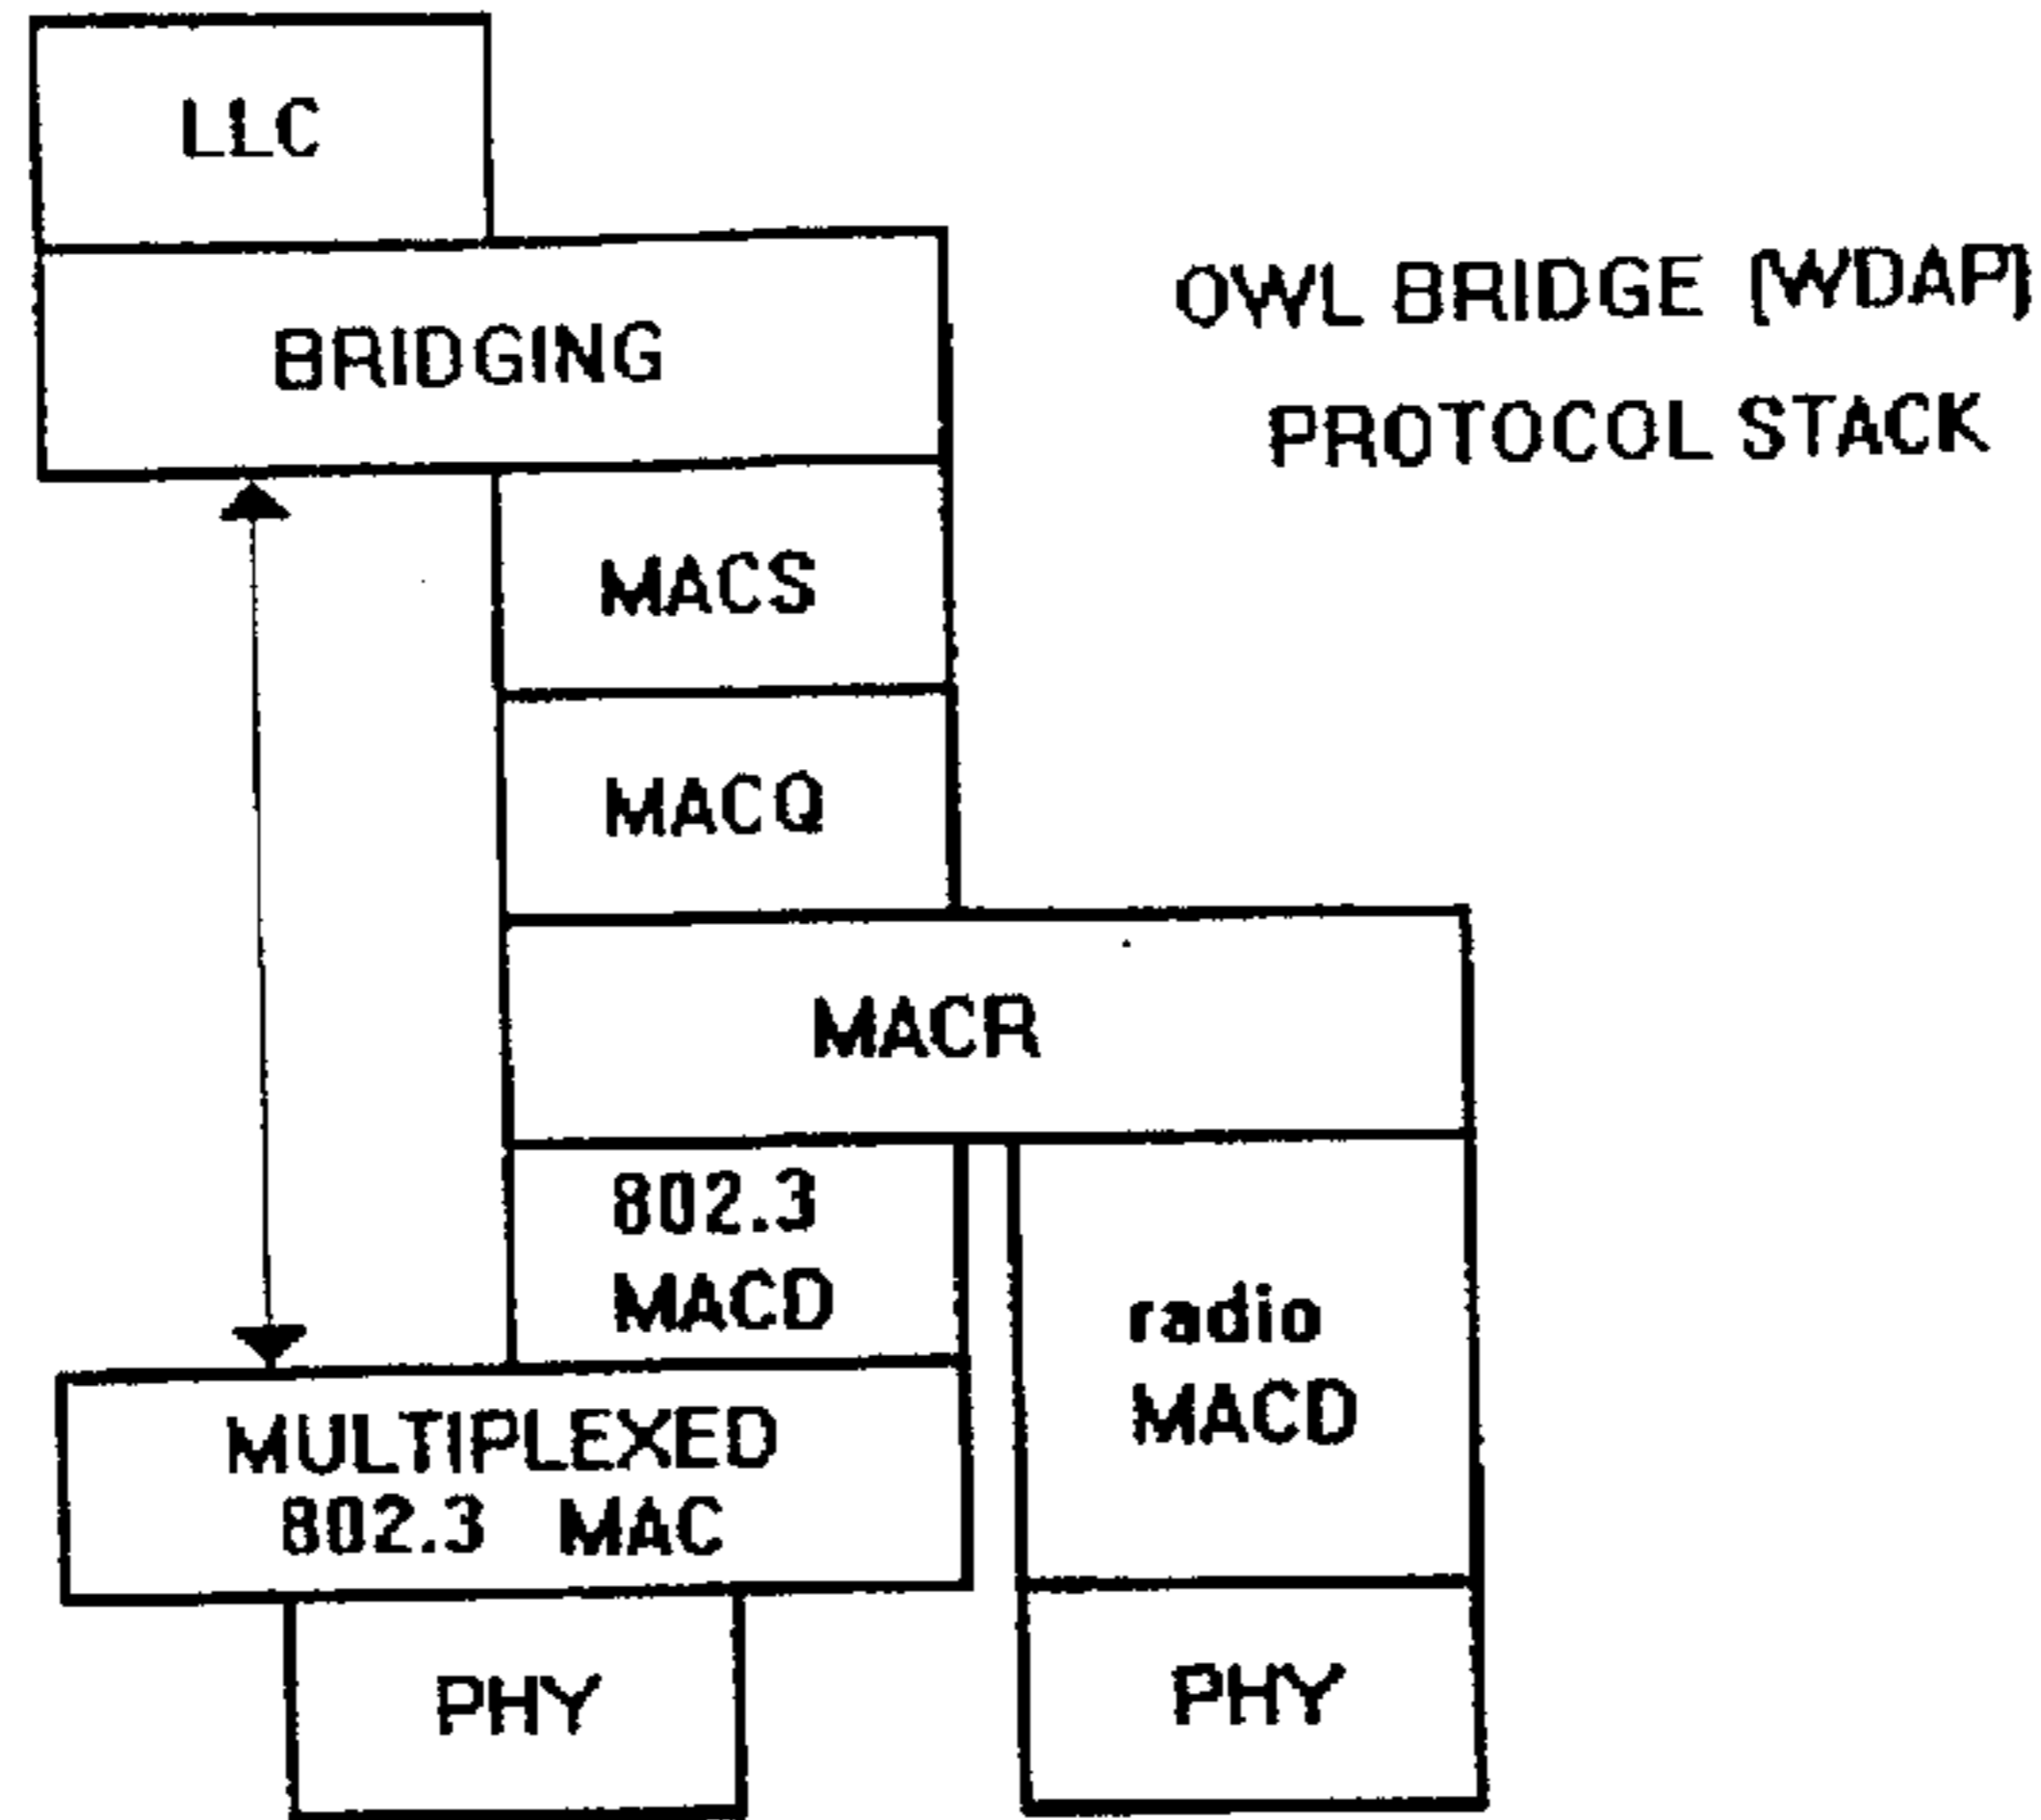 LLC
OWL BRIDGE (WDAP)
PROTOCOL STACK
BRIDGING
MACS
MACQ
MACR
802.3
MACD
radio
MACD
MULTIPLEXED
802.3 MAC
PHY
PHY